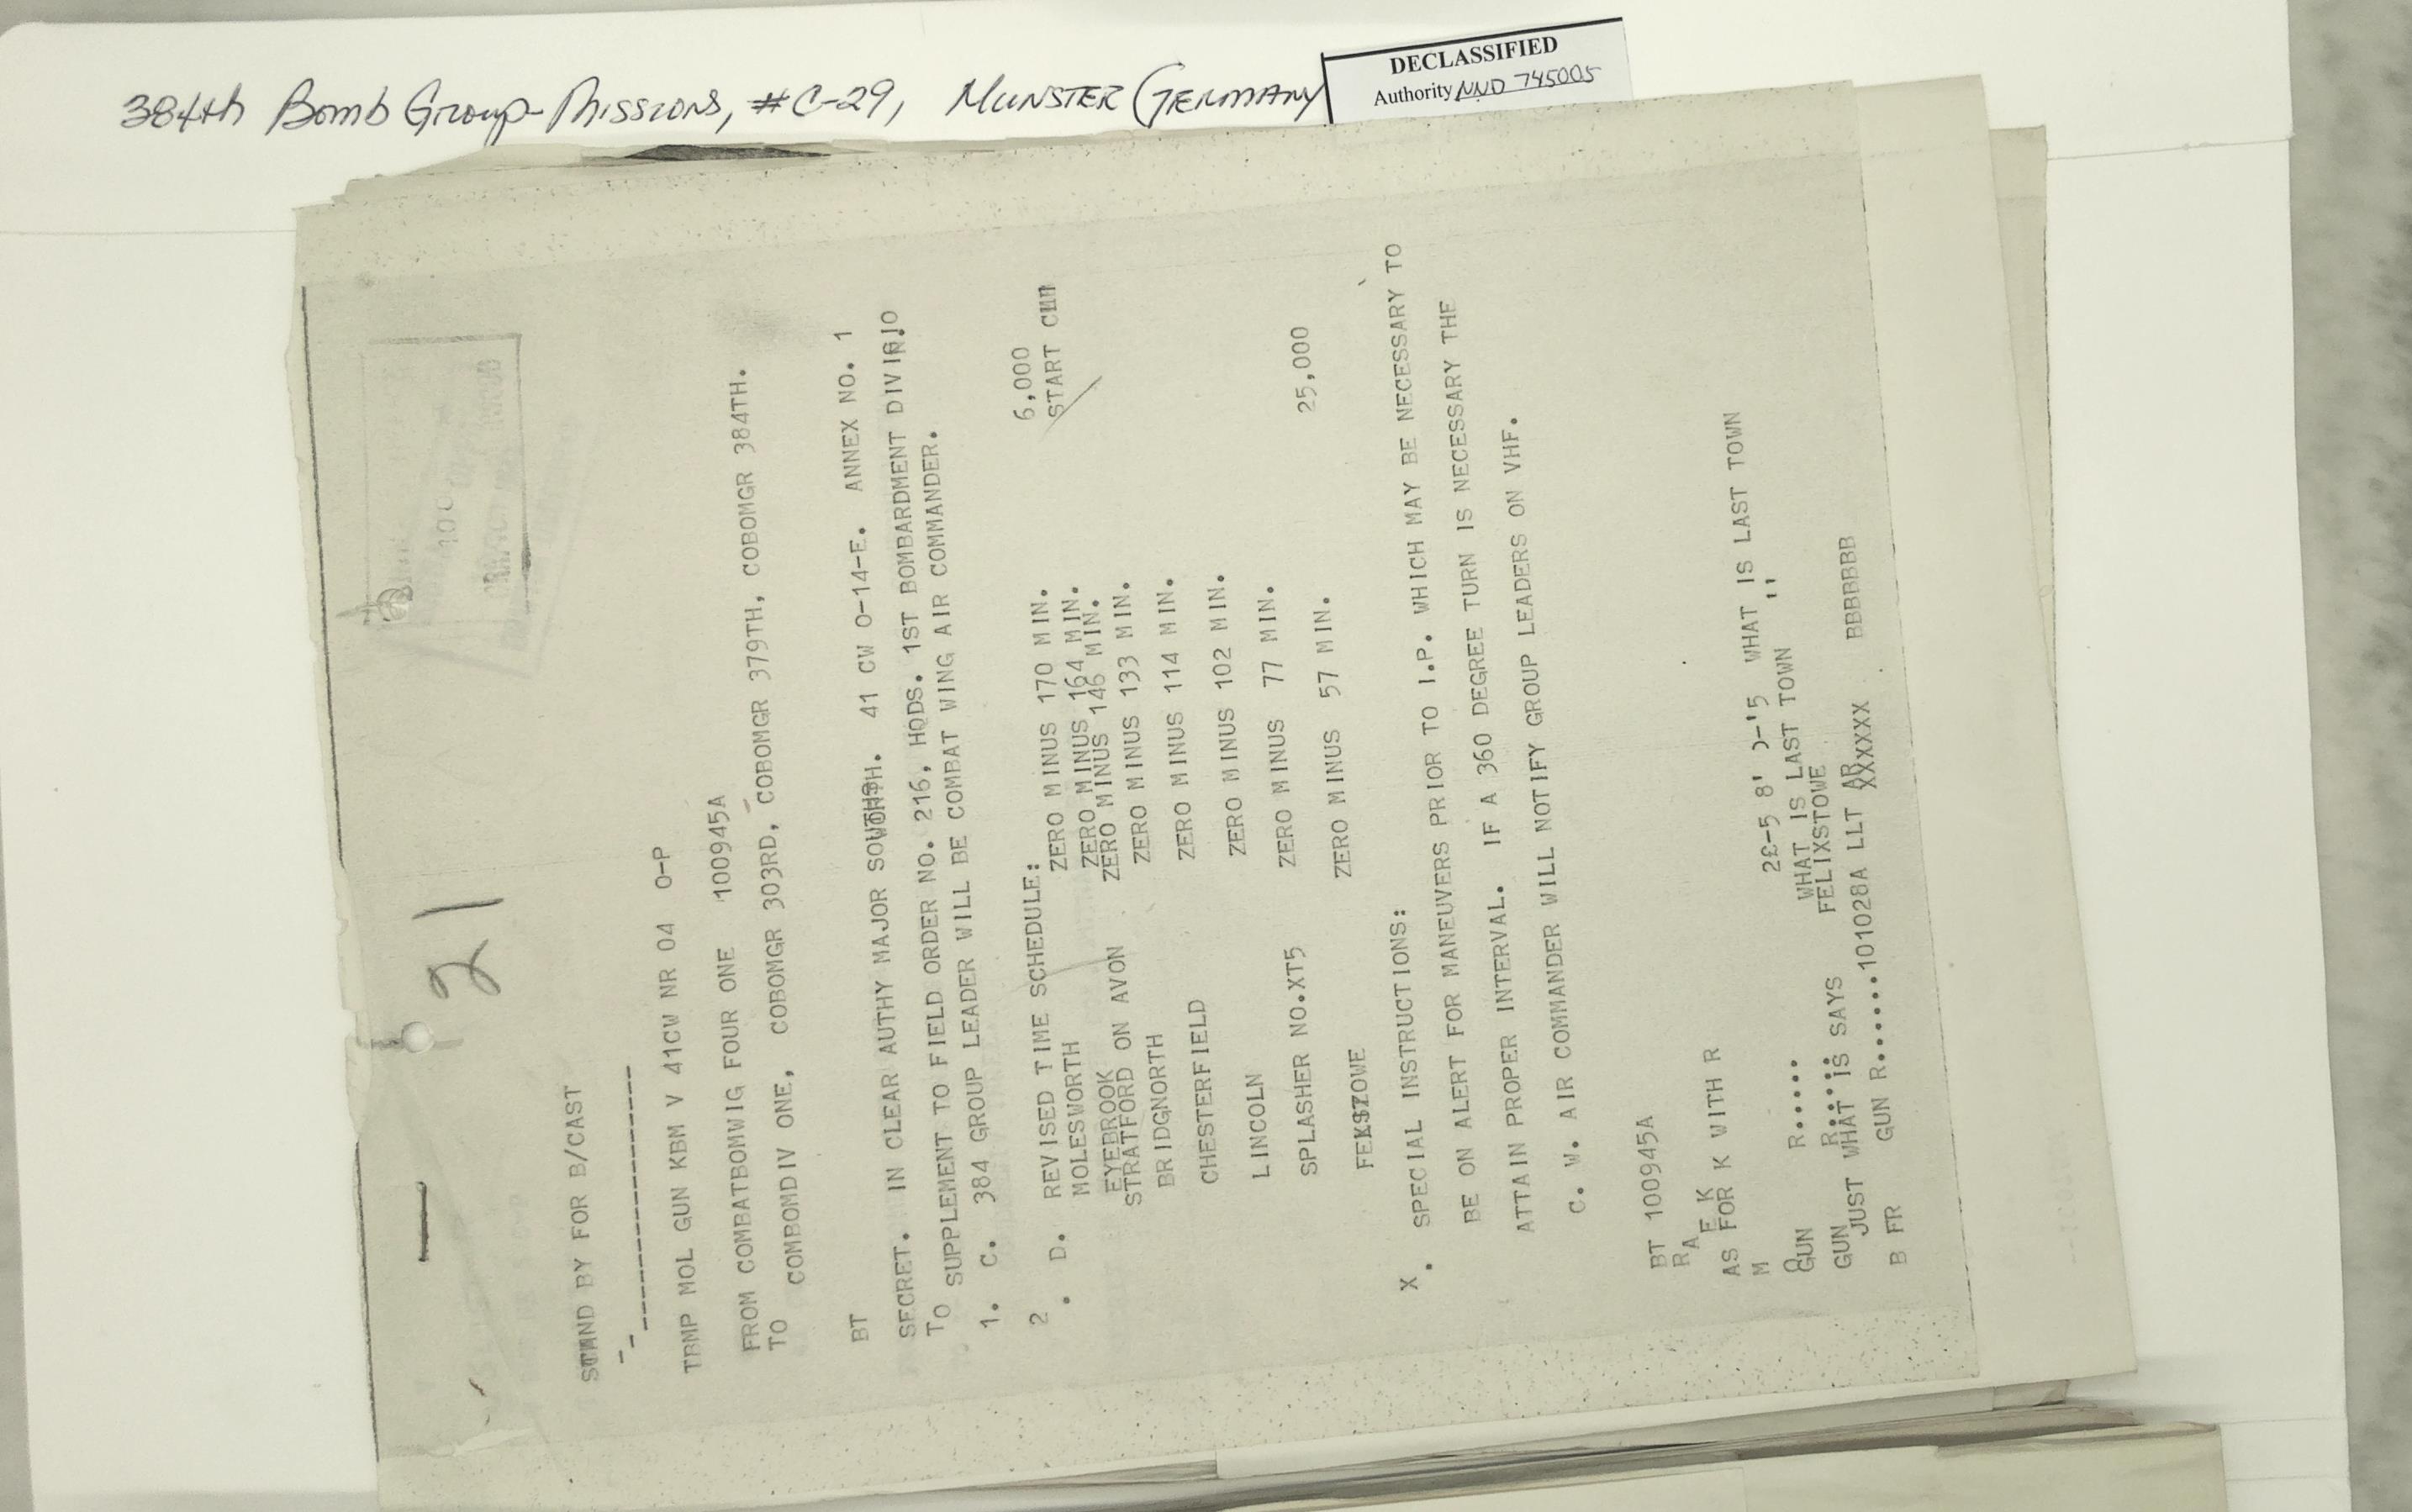 384th Bomb Group-Missions, #C-29, MUNSTER (GERMANY
DECLASSIFIED
Authority NND 745005
21
BY FOR B/CAST
TBMP MOL GUN KBM V 41CW NR 04 O-P
FROM COMBATBOMWIG FOUR ONE 100945A
TO COMBOMDIV ONE, COBOMGR 303RD, COBOMGR 379TH, COBOMGR 384TH.
BT
SECRET. IN CLEAR AUTHY MAJOR 41 CW O-14-E. ANNEX NO. 1
TO SUPPLEMENT TO FIELD ORDER NO. 216, HQDS. 1ST BOMBARDMENT
1. C. 384 GROUP LEADER WILL BE COMBAT WING AIR COMMANDER.
2. D. REVISED TIME SCHEDULE:
MOLESWORTH ZERO MINUS 170 MIN. 6,000
EYEBROOK ZERO MINUS 164 MIN. START
STRATFORD ON AVON ZERO MINUS 146 MIN.
BRIDGNORTH ZERO MINUS 133 MIN.
CHESTERFIELD ZERO MINUS 114 MIN.
LINCOLN ZERO MINUS 102 MIN.
SPLASHER NO.XT5 ZERO MINUS 77 MIN.
ZERO MINUS 57 MIN. 25,000
X. SPECIAL INSTRUCTIONS:
BE ON ALERT FOR MANEUVERS PRIOR TO I.P. WHICH MAY BE NECESSARY TO
ATTAIN PROPER INTERVAL. IF A 360 DEGREE TURN IS NECESSARY THE
C. W. AIR COMMANDER WILL NOT NOTIFY GROUP LEADERS ON VHF.
BT 100945A
R A E K
AS FOR K WITH R
M
GUN R..... 2£-5 8' )-'5 WHAT IS LAST TOWN
GUN R..... WHAT IS LAST TOWN ''
JUST WHAT IS SAYS FELIXSTOWE
B FR GUN R.......101028A LLT AR XXXXXX BBBBBBB